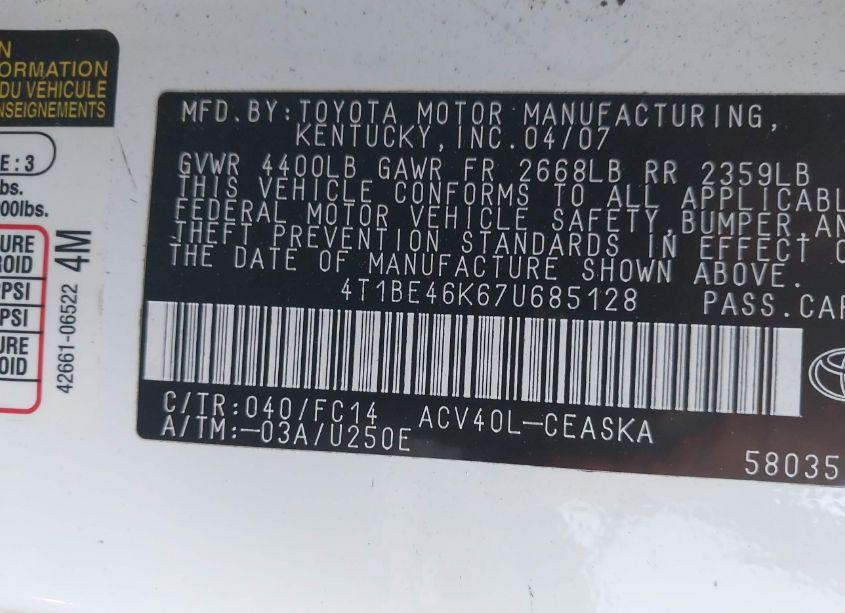 N
ORMATION
DU VÉHICULE
NSEIGNEMENTS
E : 3
bs.
00lbs.
URE
ROID
PSI
PSI
URE
OID
42661-06522 4M
MFD.BY:TOYOTA MOTOR MANUFACTURING,
KENTUCKY,INC.04/07
GVWR 4400LB GAWR FR 2668LB RR 2359LB
THIS VEHICLE CONFORMS TO ALL APPLICABL
FEDERAL MOTOR VEHICLE SAFETY,BUMPER,AN
THEFT PREVENTION STANDARDS IN EFFECT O
THE DATE OF MANUFACTURE SHOWN ABOVE.
4T1BE46K67U685128 PASS.CAR
C/TR:040/FC14 ACV40L-CEASKA
A/TM:-03A/U250E
58035